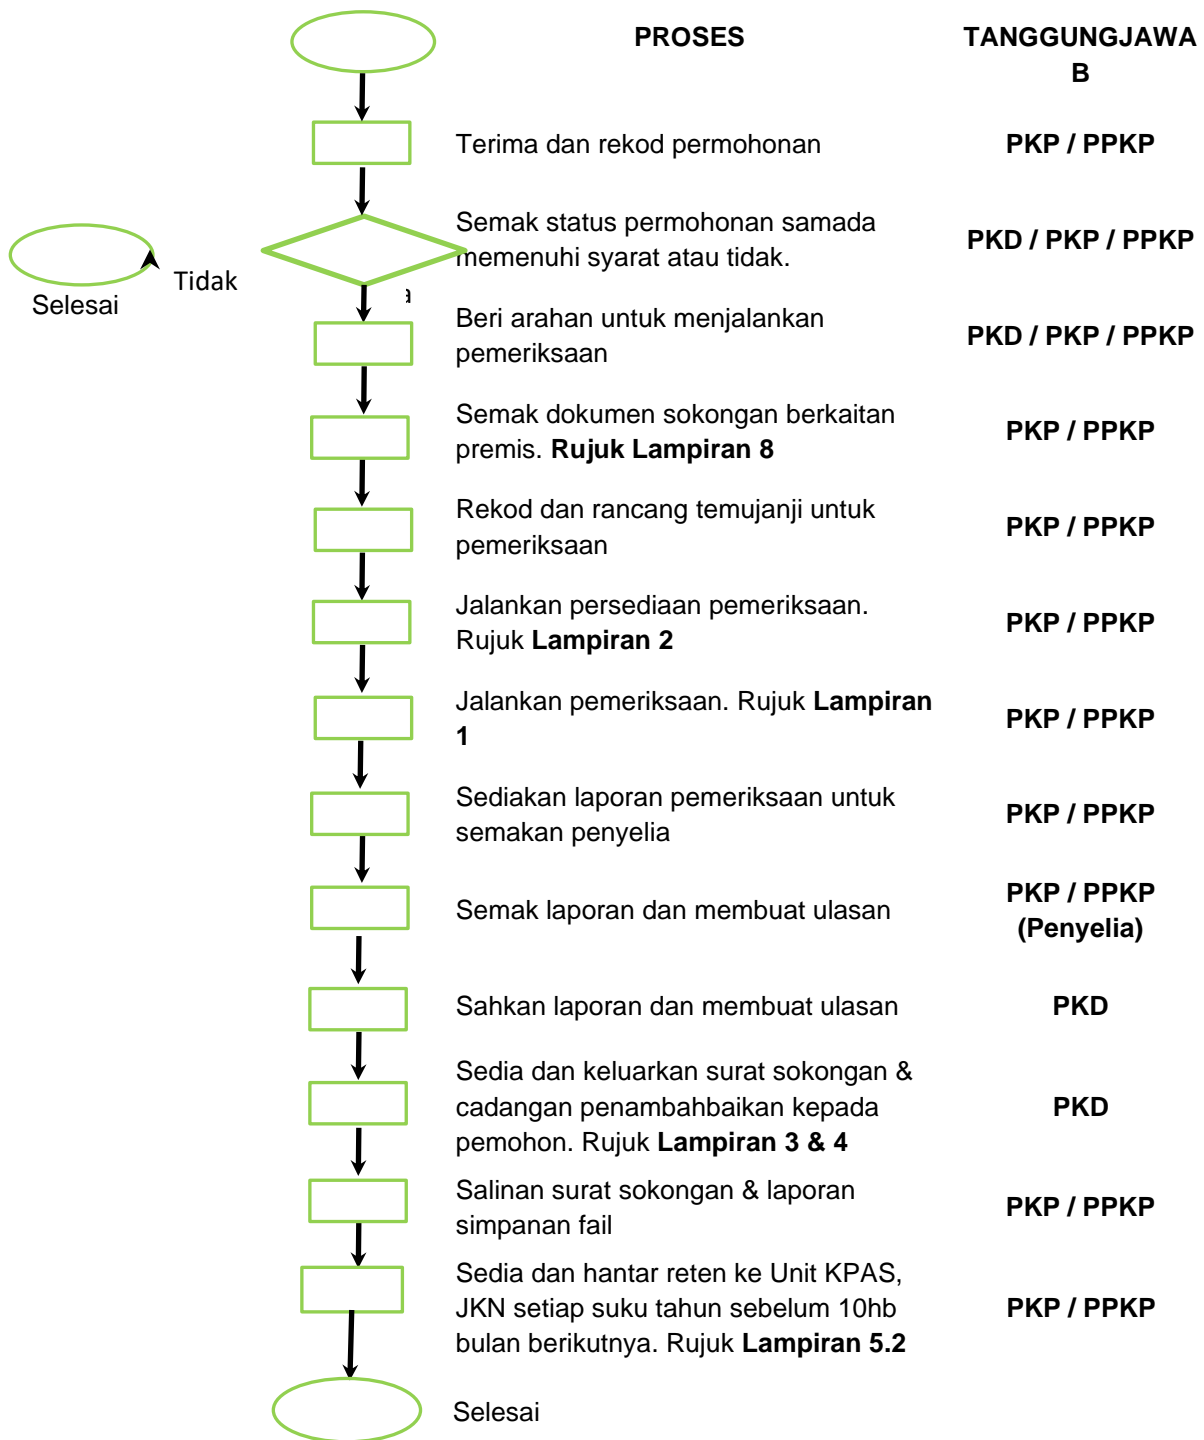 PROSES
TANGGUNGJAWA
B
Terima dan rekod permohonan
PKP / PPKP
Semak status permohonan samada
memenuhi syarat atau tidak.
PKD / PKP / PPKP
Tidak
Selesai
Beri arahan untuk menjalankan
pemeriksaan
PKD / PKP / PPKP
Semak dokumen sokongan berkaitan
premis. Rujuk Lampiran 8
PKP / PPKP
Rekod dan rancang temujanji untuk
pemeriksaan
PKP / PPKP
Jalankan persediaan pemeriksaan.
Rujuk Lampiran 2
PKP / PPKP
Jalankan pemeriksaan. Rujuk Lampiran
1
PKP / PPKP
Sediakan laporan pemeriksaan untuk
semakan penyelia
PKP / PPKP
Semak laporan dan membuat ulasan
PKP / PPKP
(Penyelia)
Sahkan laporan dan membuat ulasan
PKD
Sedia dan keluarkan surat sokongan &
cadangan penambahbaikan kepada
pemohon. Rujuk Lampiran 3 & 4
PKD
Salinan surat sokongan & laporan
simpanan fail
PKP / PPKP
Sedia dan hantar reten ke Unit KPAS,
JKN setiap suku tahun sebelum 10hb
bulan berikutnya. Rujuk Lampiran 5.2
PKP / PPKP
Selesai